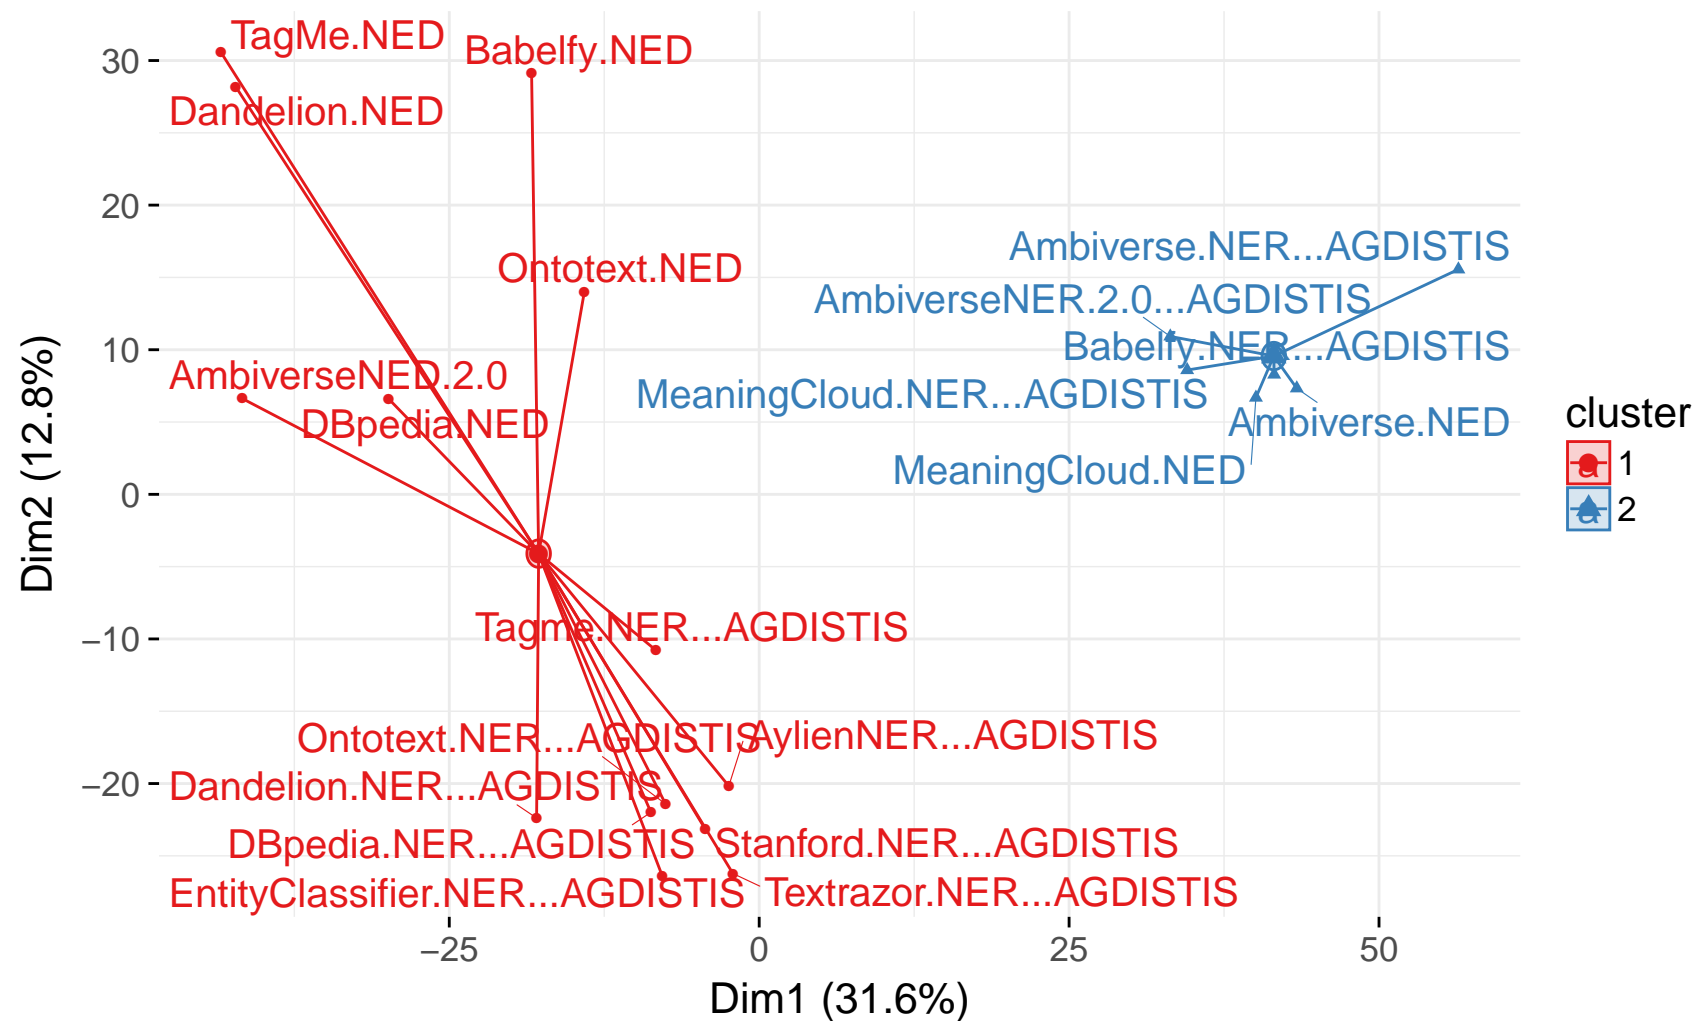 TagMe.NED
Babelfy.NED
Dandelion.NED
Ontotext.NED
AmbiverseNED.2.0
DBpedia.NED
Ambiverse.NER...AGDISTIS
AmbiverseNER.2.0...AGDISTIS
Babelfy.NER...AGDISTIS
MeaningCloud.NER...AGDISTIS
Ambiverse.NED
MeaningCloud.NED
Tagme.NER...AGDISTIS
Ontotext.NER...AGDISTIS
AylienNER...AGDISTIS
Dandelion.NER...AGDISTIS
DBpedia.NER...AGDISTIS
Stanford.NER...AGDISTIS
EntityClassifier.NER...AGDISTIS
Textrazor.NER...AGDISTIS
30
20
10
0
−10
−20
−25
0
25
50
Dim1 (31.6%)
Dim2 (12.8%)
cluster
a 1
a 2